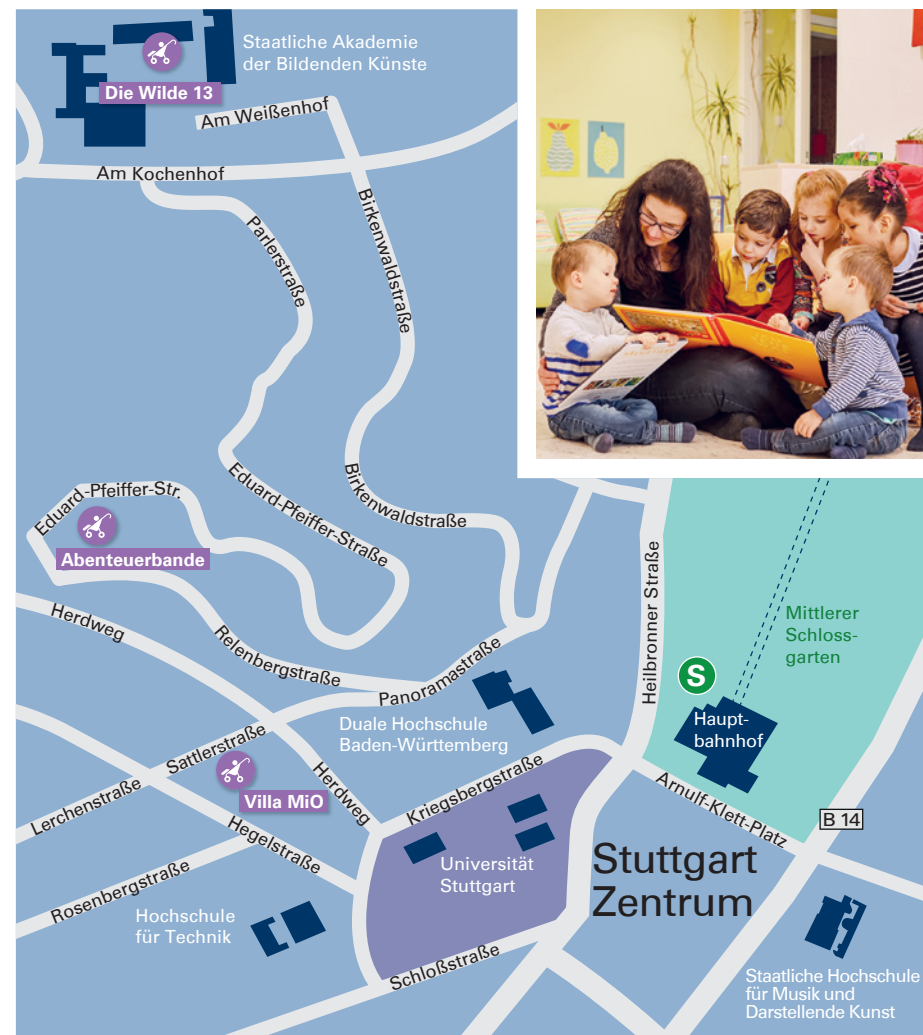 Staatliche Akademie
der Bildenden Künste
Die Wilde 13
Am Weißenhof
Am Kochenhof
Parlerstraße
Birkenwaldstraße
Birkenwaldstraße
Eduard-Pfeiffer-Straße
Eduard-Pfeiffer-Str.
Abenteuerbande
Herdweg
Relenbergstraße
Panoramastraße
Heilbronner Straße
Mittlerer
Schloss-
garten
S
Haupt-
bahnhof
Duale Hochschule
Baden-Württemberg
Sattlerstraße
Lerchenstraße
Villa MiO
Herdweg
Kriegsbergstraße
Arnulf-Klett-Platz
B 14
Hegelstraße
Rosenbergstraße
Universität
Stuttgart
Stuttgart
Zentrum
Hochschule
für Technik
Schloßstraße
Staatliche Hochschule
für Musik und
Darstellende Kunst